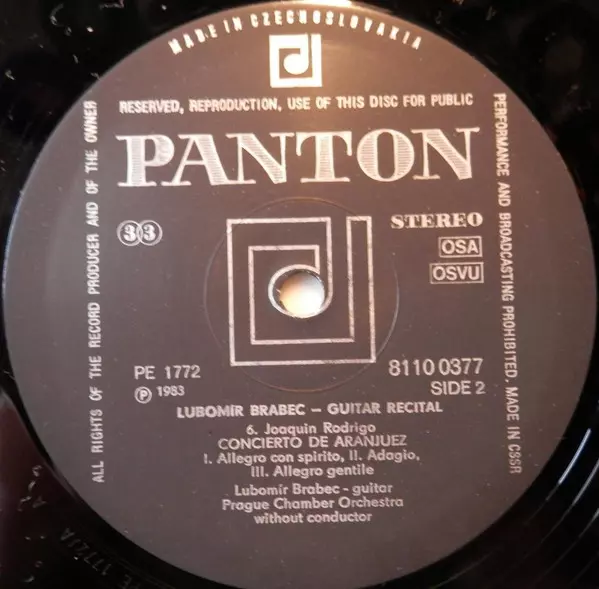 MADE IN CZECHOSLOVAKIA
RESERVED, REPRODUCTION, USE OF THIS DISC FOR PUBLIC
PERFORMANCE AND BROADCASTING PROHIBITED. MADE IN ČSSR
ALL RIGHTS OF THE RECORD PRODUCER AND OF THE OWNER
PANTON
33
STEREO
OSA
OSVU
PE 1772
Ⓟ 1983
8110 0377
SIDE 2
LUBOMÍR BRABEC – GUITAR RECITAL
6. Joaquin Rodrigo
CONCIERTO DE ARANJUEZ
I. Allegro con spirito, II. Adagio,
III. Allegro gentile
Lubomír Brabec - guitar
Prague Chamber Orchestra
without conductor